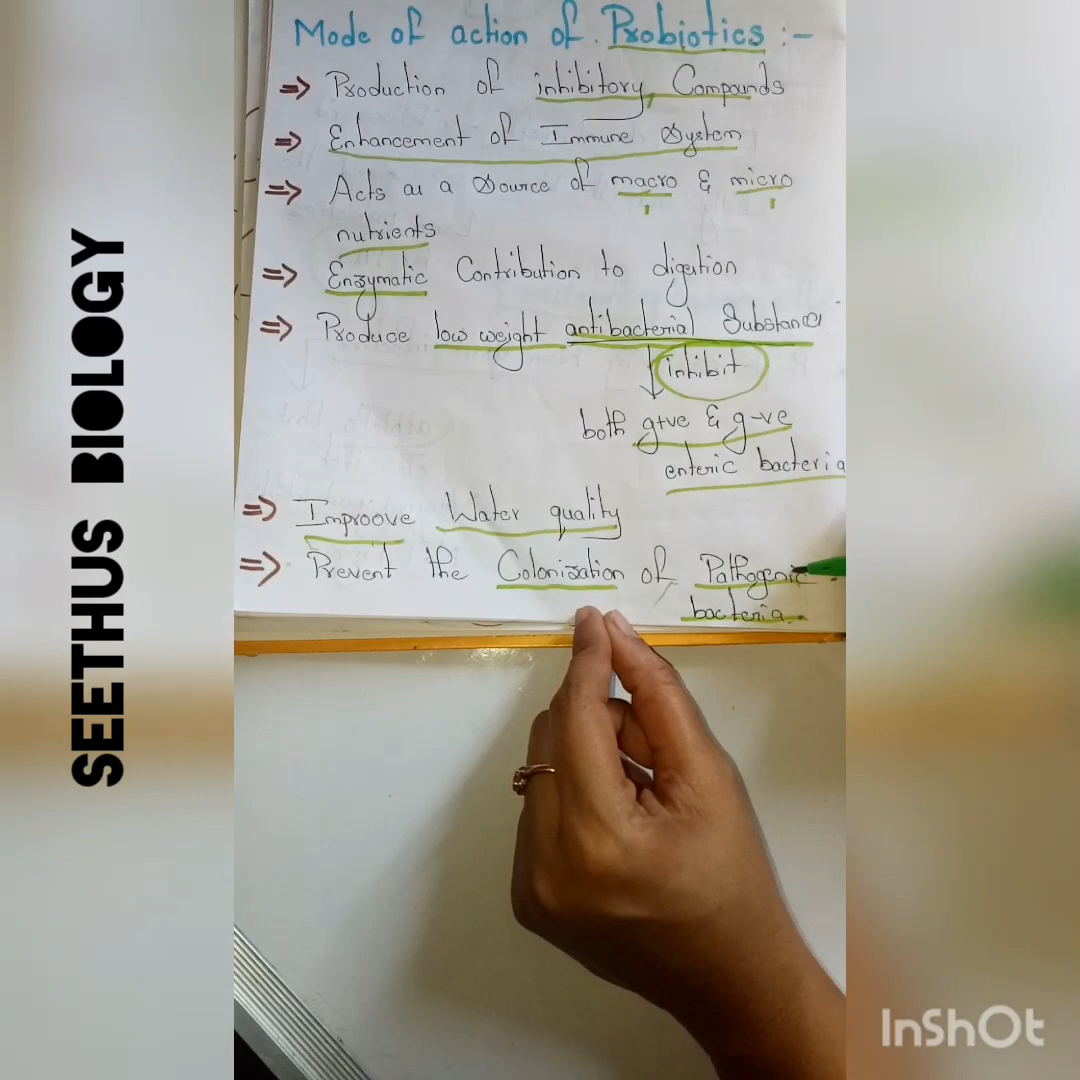 Mode of action of Probiotics :-
⇒ Production of inhibitory Compounds
⇒ Enhancement of Immune System
⇒ Acts as a Source of macro & micro
nutrients
⇒ Enzymatic Contribution to digestion
⇒ Produce low weight antibacterial Substance
inhibit
both g+ve & g-ve
enteric bacteria
⇒ Improove Water quality
⇒ Prevent the Colonization of Pathogenic
bacteria.
SEETHUS BIOLOGY
InShOt